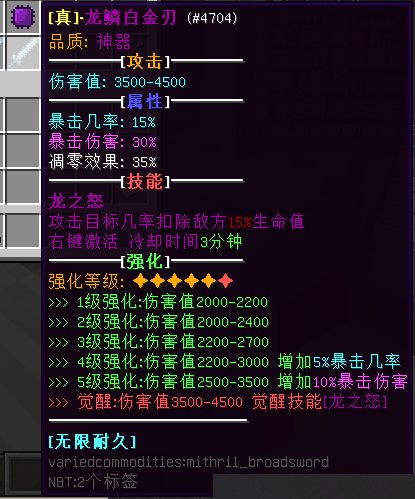 [真]·龙鳞白金刃 (#4704)
品质: 神器
[攻击]
伤害值: 3500-4500
[属性]
暴击几率: 15%
暴击伤害: 30%
凋零效果: 35%
[技能]
龙之怒
攻击目标几率扣除敌方15%生命值
右键激活 冷却时间3分钟
[强化]
强化等级: ✦✦✦✦✦✦
>>> 1级强化:伤害值2000-2200
>>> 2级强化:伤害值2000-2400
>>> 3级强化:伤害值2200-2700
>>> 4级强化:伤害值2200-3000 增加5%暴击几率
>>> 5级强化:伤害值2500-3500 增加10%暴击伤害
>>> 觉醒:伤害值3500-4500 觉醒技能[龙之怒]
[无限耐久]
variedcommodities:mithril_broadsword
NBT:2个标签